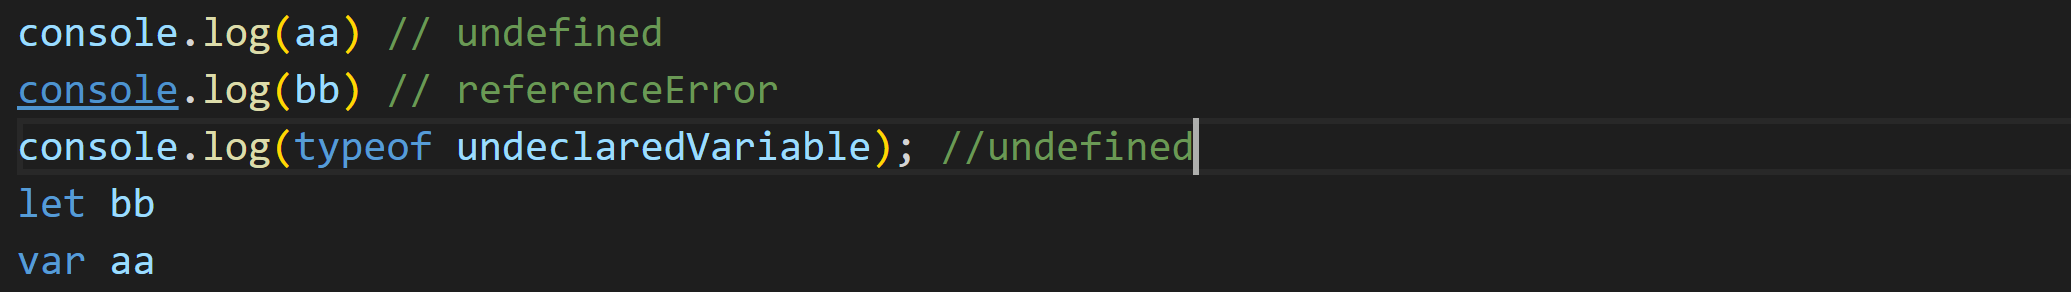 console.log(aa) // undefined
console.log(bb) // referenceError
console.log(typeof undeclaredVariable); //undefined
let bb
var aa